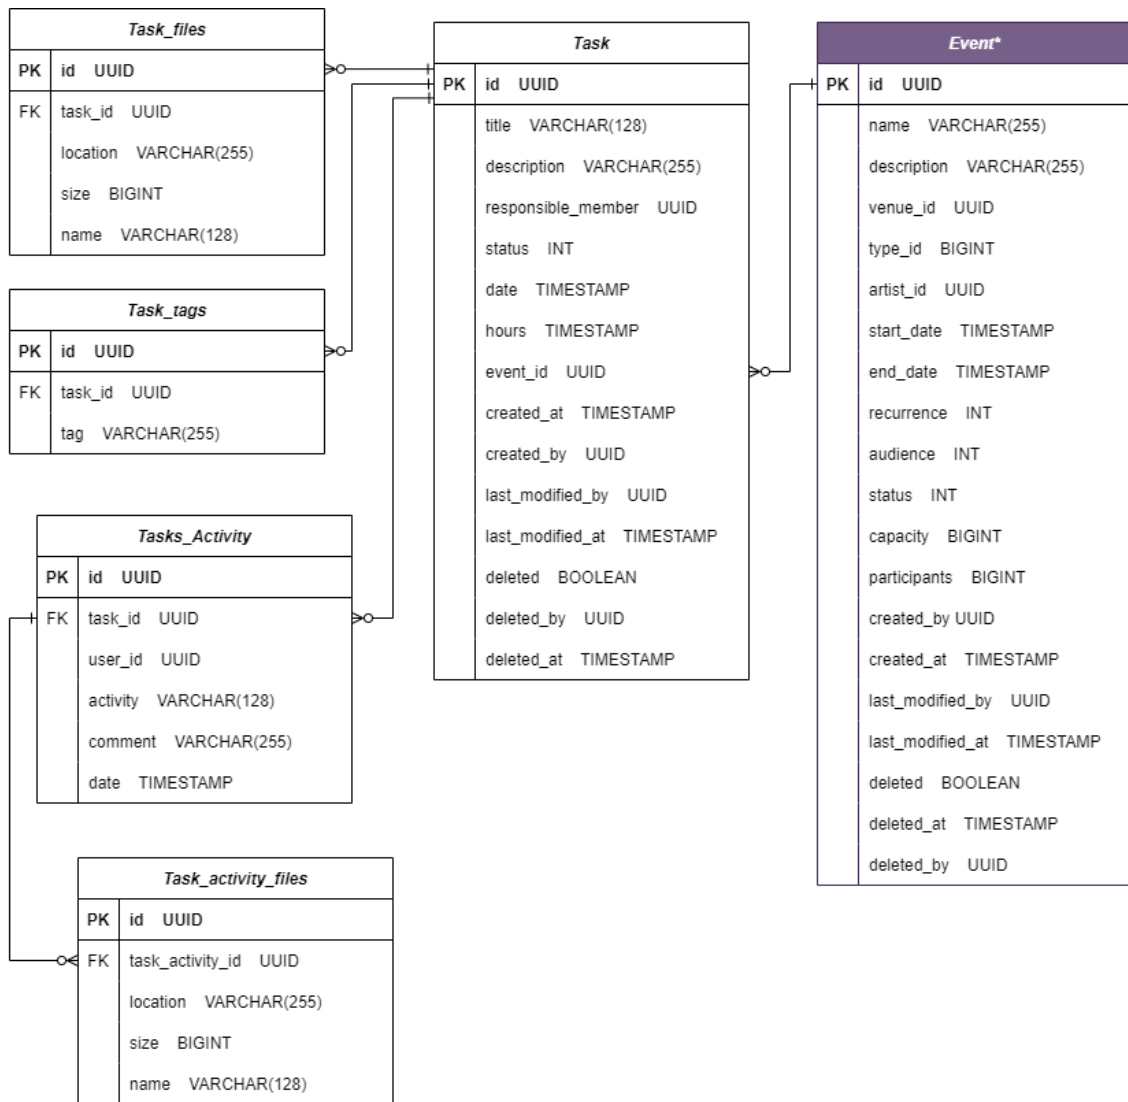 Task_files
PK id UUID
FK task_id UUID
location VARCHAR(255)
size BIGINT
name VARCHAR(128)
Task_tags
PK id UUID
FK task_id UUID
tag VARCHAR(255)
Tasks_Activity
PK id UUID
FK task_id UUID
user_id UUID
activity VARCHAR(128)
comment VARCHAR(255)
date TIMESTAMP
Task_activity_files
PK id UUID
FK task_activity_id UUID
location VARCHAR(255)
size BIGINT
name VARCHAR(128)
Task
PK id UUID
title VARCHAR(128)
description VARCHAR(255)
responsible_member UUID
status INT
date TIMESTAMP
hours TIMESTAMP
event_id UUID
created_at TIMESTAMP
created_by UUID
last_modified_by UUID
last_modified_at TIMESTAMP
deleted BOOLEAN
deleted_by UUID
deleted_at TIMESTAMP
Event*
PK id UUID
name VARCHAR(255)
description VARCHAR(255)
venue_id UUID
type_id BIGINT
artist_id UUID
start_date TIMESTAMP
end_date TIMESTAMP
recurrence INT
audience INT
status INT
capacity BIGINT
participants BIGINT
created_by UUID
created_at TIMESTAMP
last_modified_by UUID
last_modified_at TIMESTAMP
deleted BOOLEAN
deleted_at TIMESTAMP
deleted_by UUID